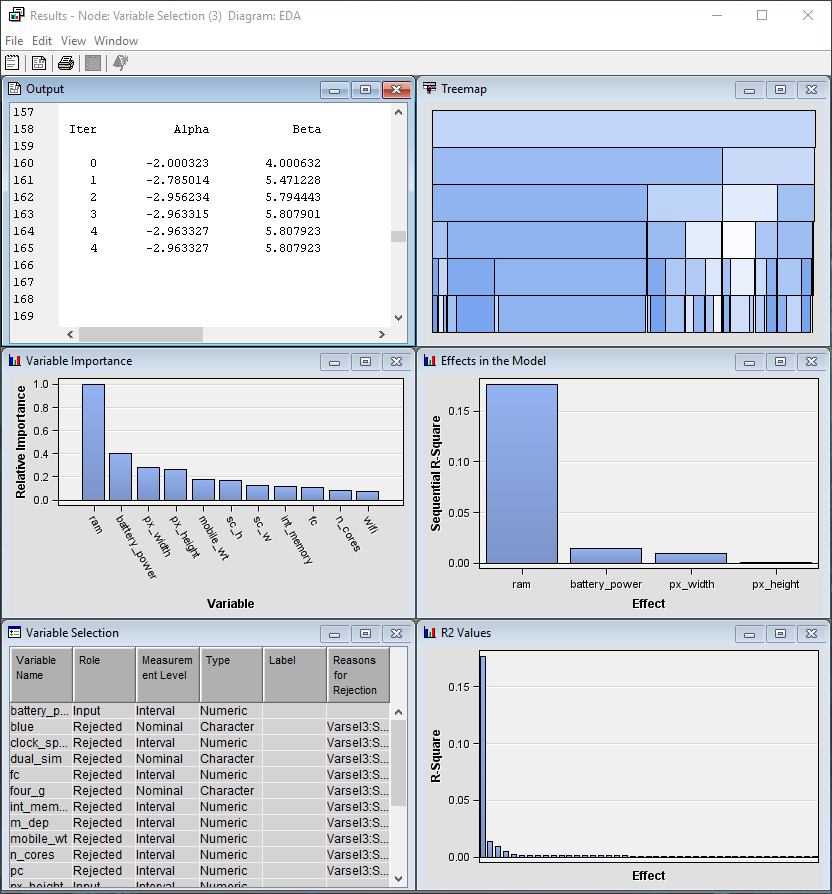 Results - Node: Variable Selection (3)  Diagram: EDA
File Edit View Window
Output
157
158 Iter Alpha Beta
159
160 0 -2.000323 4.000632
161 1 -2.785014 5.471228
162 2 -2.956234 5.794443
163 3 -2.963315 5.807901
164 4 -2.963327 5.807923
165 4 -2.963327 5.807923
166
167
168
169
Treemap
Variable Importance
Relative Importance
1.0
0.8
0.6
0.4
0.2
0.0
ram battery_power px_width px_height mobile_wt sc_h sc_w int_memory fc n_cores wifi
Variable
Effects in the Model
Sequential R-Square
0.15
0.10
0.05
0.00
ram battery_power px_width px_height
Effect
Variable Selection
Variable Name Role Measurem ent Level Type Label Reasons for Rejection
battery_p... Input Interval Numeric
blue Rejected Nominal Character Varsel3:S...
clock_sp... Rejected Interval Numeric Varsel3:S...
dual_sim Rejected Nominal Character Varsel3:S...
fc Rejected Interval Numeric Varsel3:S...
four_g Rejected Nominal Character Varsel3:S...
int_mem... Rejected Interval Numeric Varsel3:S...
m_dep Rejected Interval Numeric Varsel3:S...
mobile_wt Rejected Interval Numeric Varsel3:S...
n_cores Rejected Interval Numeric Varsel3:S...
pc Rejected Interval Numeric Varsel3:S...
px_height Input Interval Numeric
R2 Values
R-Square
0.15
0.10
0.05
0.00
Effect